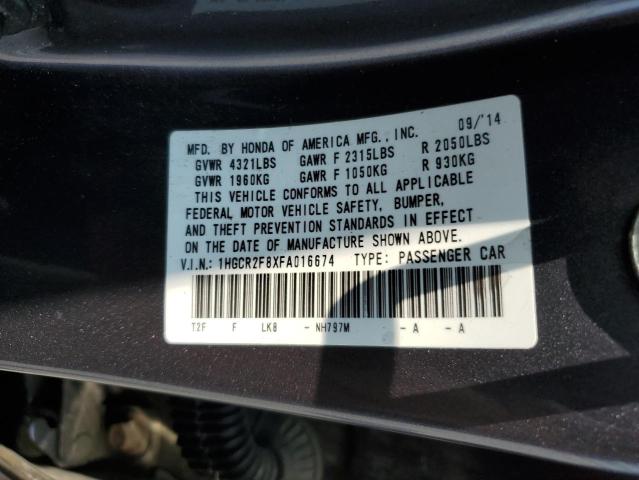 MFD. BY HONDA OF AMERICA MFG., INC. 09/'14
GVWR 4321LBS GAWR F 2315LBS R 2050LBS
GVWR 1960KG GAWR F 1050KG R 930KG
THIS VEHICLE CONFORMS TO ALL APPLICABLE
FEDERAL MOTOR VEHICLE SAFETY, BUMPER,
AND THEFT PREVENTION STANDARDS IN EFFECT
ON THE DATE OF MANUFACTURE SHOWN ABOVE.
V.I.N.: 1HGCR2F8XFA016674 TYPE: PASSENGER CAR
T2F F LK8 - NH797M - A - A